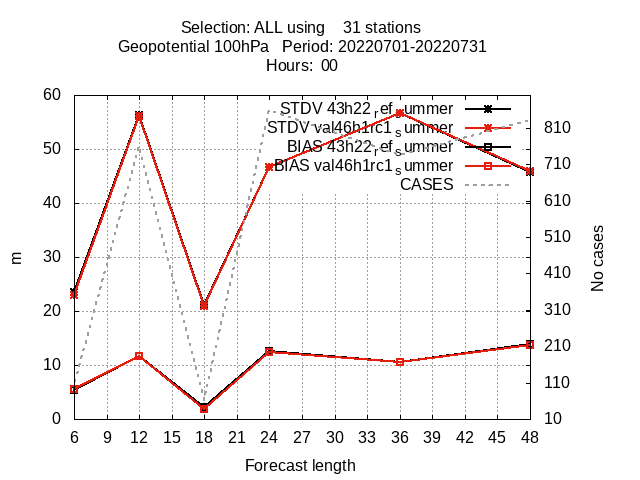 Selection: ALL using    31 stations
Geopotential 100hPa   Period: 20220701-20220731
Hours:  00
STDV 43h22_ref_summer
STDV val46h1rc1_summer
BIAS 43h22_ref_summer
BIAS val46h1rc1_summer
CASES
60
50
40
30
20
10
0
m
810
710
610
510
410
310
210
110
10
No cases
6 9 12 15 18 21 24 27 30 33 36 39 42 45 48
Forecast length